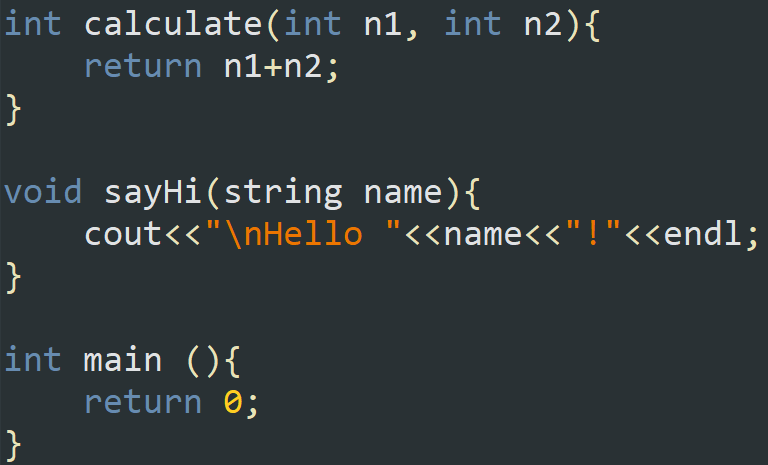 int calculate(int n1, int n2){
    return n1+n2;
}

void sayHi(string name){
    cout<<"\nHello "<<name<<"!"<<endl;
}

int main (){
    return 0;
}